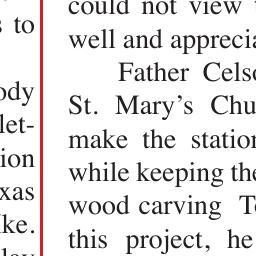 s to
ody
let-
ion
xas
ke.
could not view
well and apprecia
Father Celso
St. Mary's Chu
make the station
while keeping the
wood carving
this project, he